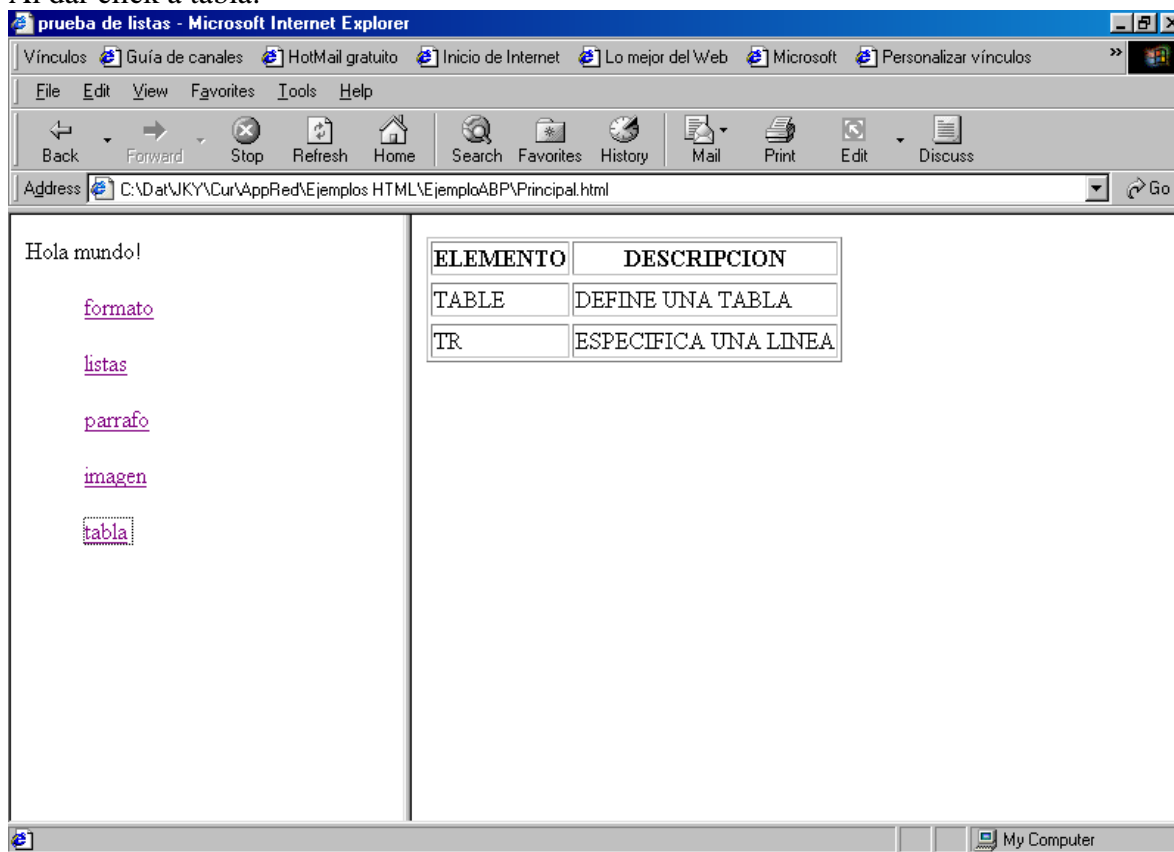 Al dar click a tabla:
prueba de listas - Microsoft Internet Explorer
Vínculos Guía de canales HotMail gratuito Inicio de Internet Lo mejor del Web Microsoft Personalizar vínculos »
File Edit View Favorites Tools Help
Back Forward Stop Refresh Home Search Favorites History Mail Print Edit Discuss
Address C:\Dat\JKY\Cur\AppRed\Ejemplos HTML\EjemploABP\Principal.html Go
Hola mundo!
formato
listas
parrafo
imagen
tabla
ELEMENTO DESCRIPCION
TABLE DEFINE UNA TABLA
TR ESPECIFICA UNA LINEA
My Computer